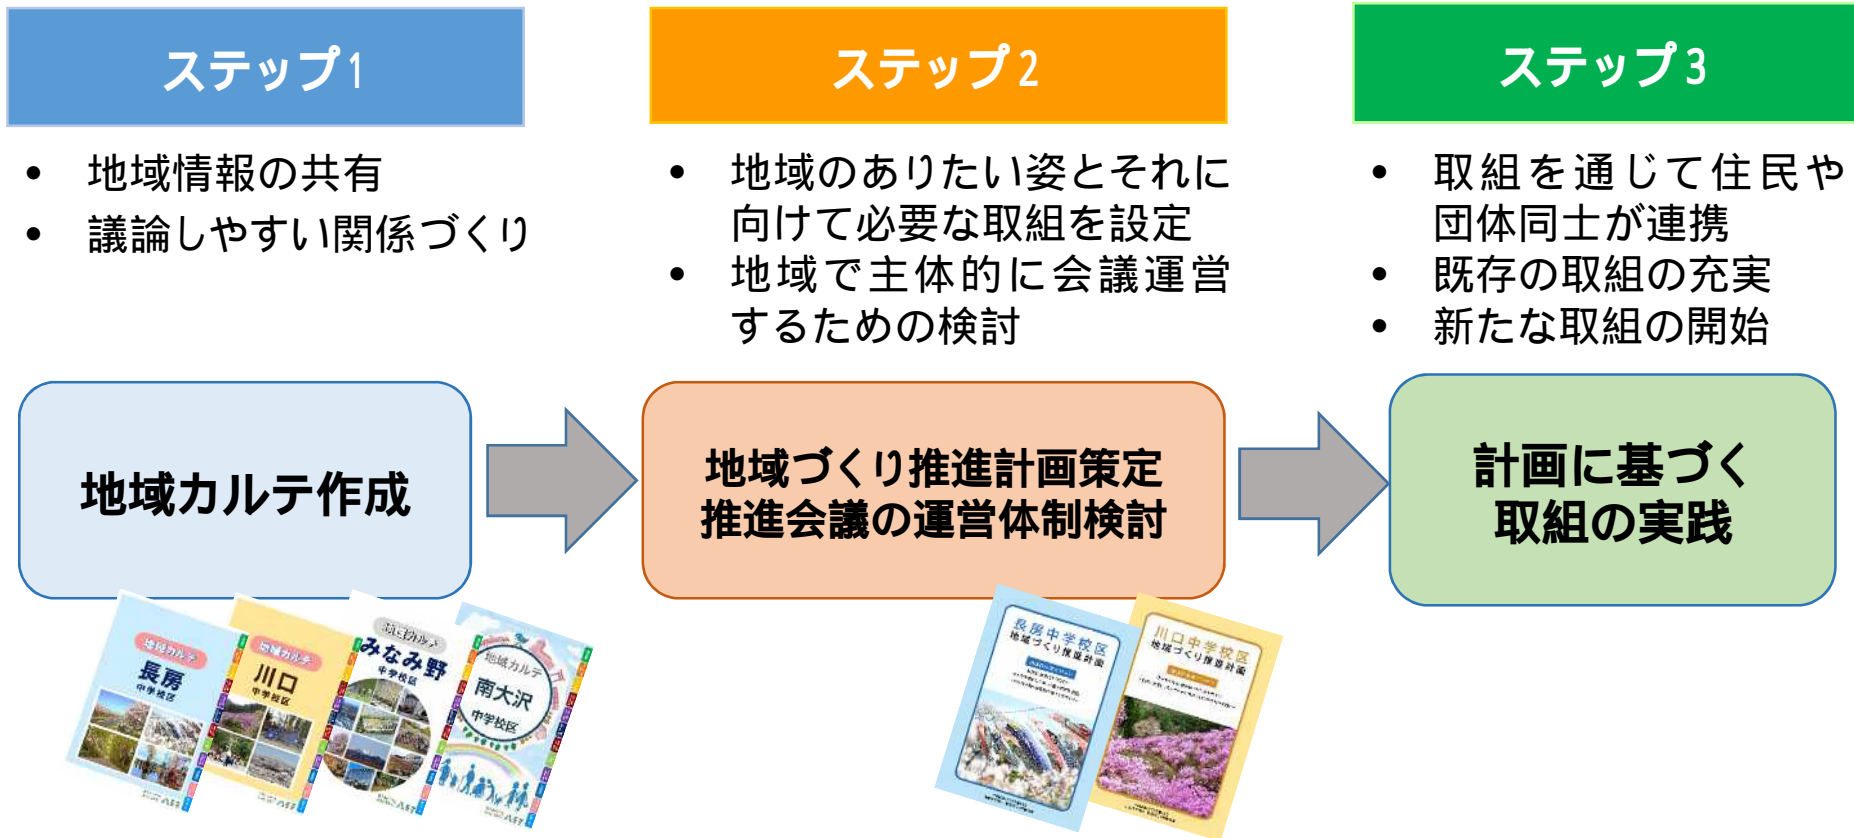 ステップ1
• 地域情報の共有
• 議論しやすい関係づくり
地域カルテ作成
地域カルテ
長房
中学校区
地域カルテ
川口
中学校区
地域カルテ
みなみ野
中学校区
地域カルテ
南大沢
中学校区
ステップ2
• 地域のありたい姿とそれに
向けて必要な取組を設定
• 地域で主体的に会議運営
するための検討
地域づくり推進計画策定
推進会議の運営体制検討
長房中学校区
地域づくり推進計画
川口中学校区
地域づくり推進計画
ステップ3
• 取組を通じて住民や
団体同士が連携
• 既存の取組の充実
• 新たな取組の開始
計画に基づく
取組の実践